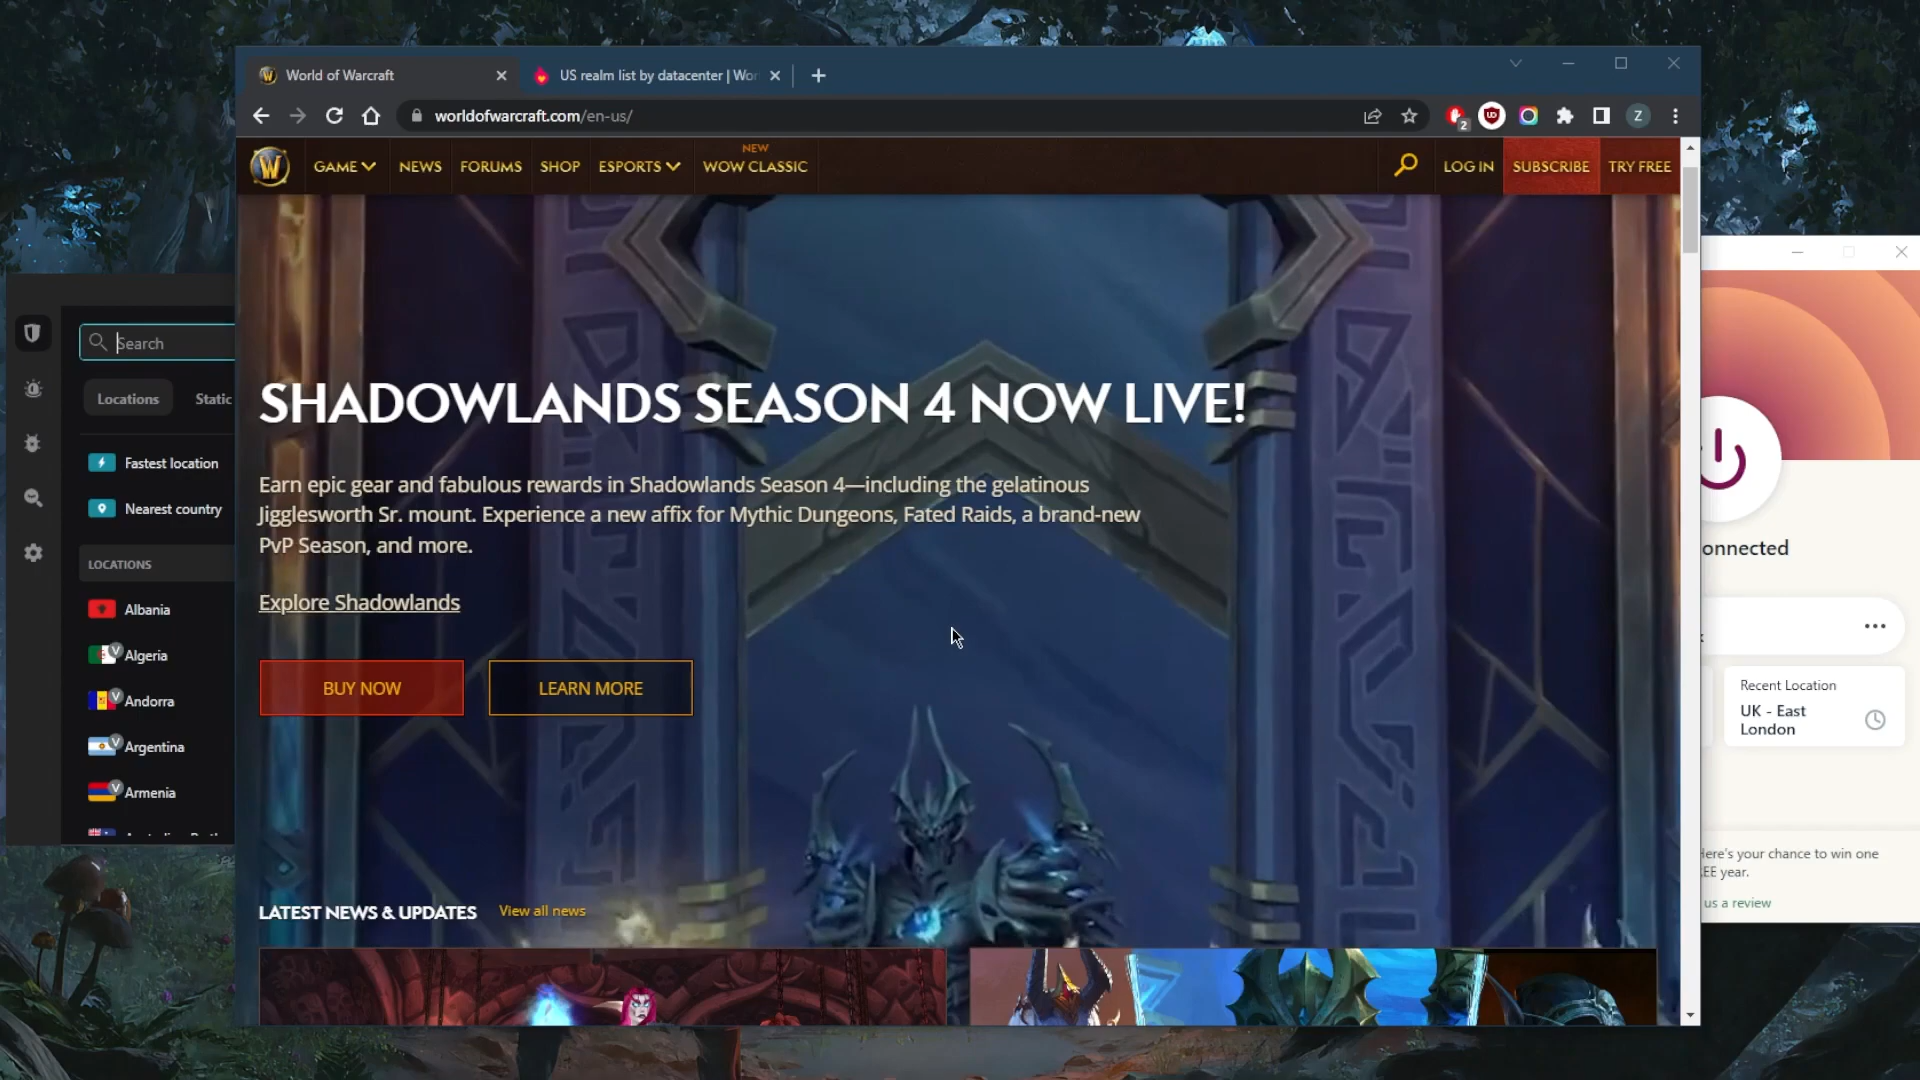 World of Warcraft
US realm list by datacenter | Wor
worldofwarcraft.com/en-us/
2
Z
GAME
NEWS
FORUMS
SHOP
ESPORTS
NEW
WOW CLASSIC
LOG IN
SUBSCRIBE
TRY FREE
SHADOWLANDS SEASON 4 NOW LIVE!
Earn epic gear and fabulous rewards in Shadowlands Season 4—including the gelatinous
Jigglesworth Sr. mount. Experience a new affix for Mythic Dungeons, Fated Raids, a brand-new
PvP Season, and more.
Explore Shadowlands
BUY NOW
LEARN MORE
LATEST NEWS & UPDATES
View all news
Search
Locations
Static
Fastest location
Nearest country
LOCATIONS
Albania
Algeria
Andorra
Argentina
Armenia
onnected
Recent Location
UK - East
London
Here's your chance to win one
EE year.
us a review